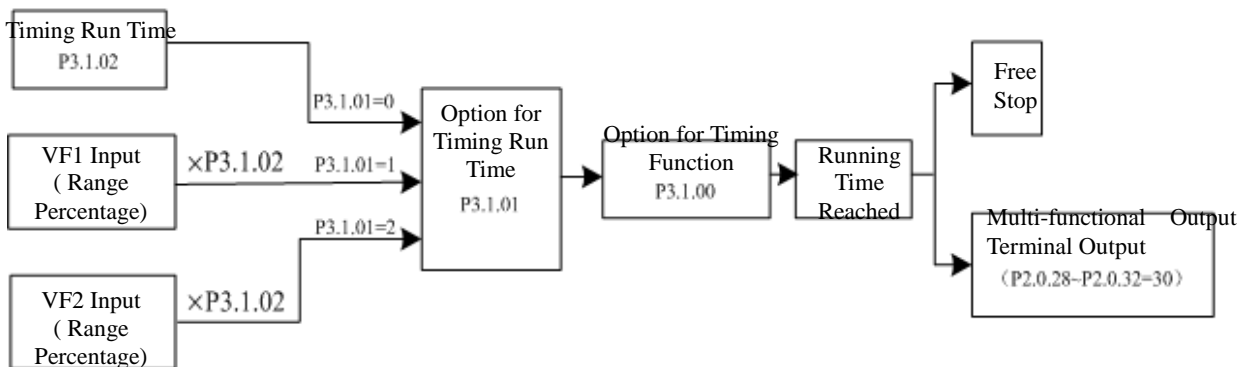 Timing Run Time
P3.1.02
P3.1.01=0
VF1 Input
( Range
Percentage)
×P3.1.02
P3.1.01=1
VF2 Input
( Range
Percentage)
×P3.1.02
P3.1.01=2
Option for
Timing Run
Time
P3.1.01
Option for Timing
Function
P3.1.00
Running
Time
Reached
Free
Stop
Multi-functional Output
Terminal Output
（P2.0.28~P2.0.32=30）